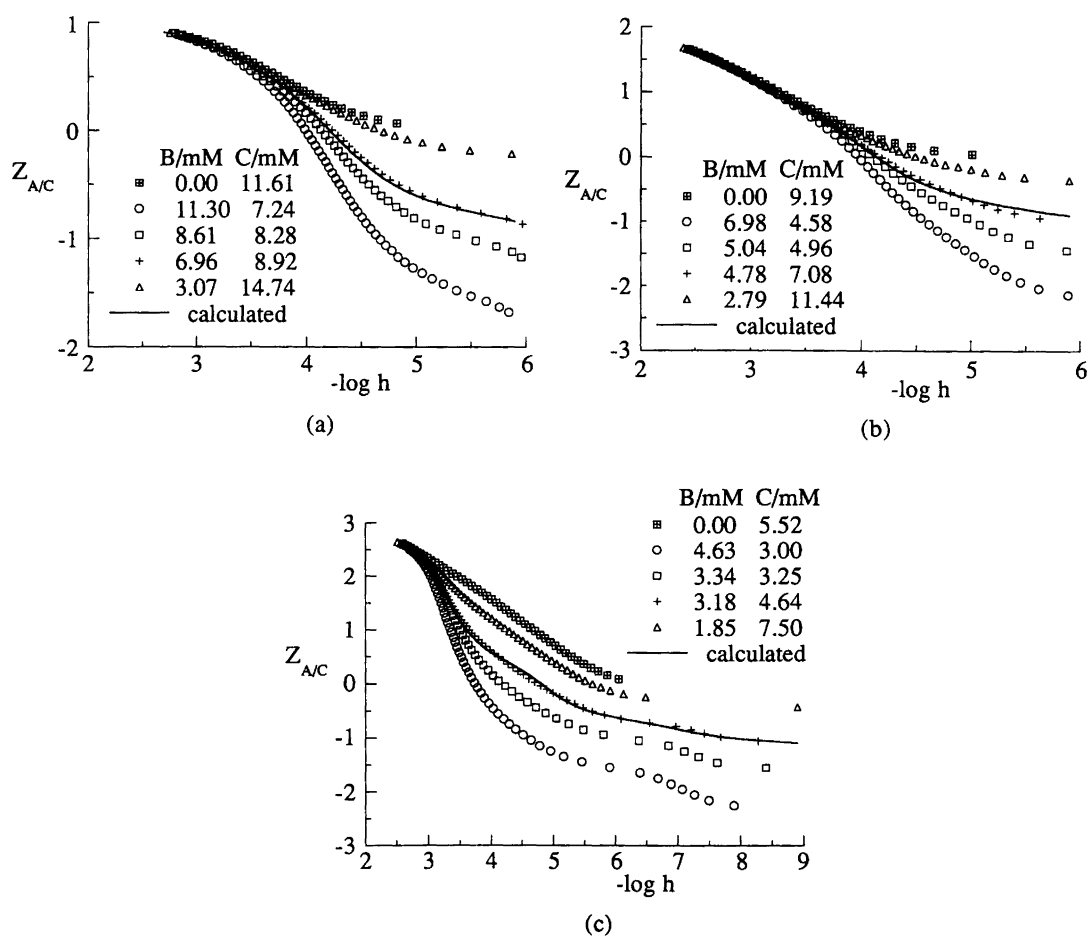 1
0
-1
-2
Z A/C
B/mM C/mM
0.00 11.61
11.30 7.24
8.61 8.28
6.96 8.92
3.07 14.74
calculated
2 3 4 5 6
-log h
(a)
2
1
0
-1
-2
-3
Z A/C
B/mM C/mM
0.00 9.19
6.98 4.58
5.04 4.96
4.78 7.08
2.79 11.44
calculated
2 3 4 5 6
-log h
(b)
B/mM C/mM
0.00 5.52
4.63 3.00
3.34 3.25
3.18 4.64
1.85 7.50
calculated
3
2
1
0
-1
-2
-3
Z A/C
2 3 4 5 6 7 8 9
-log h
(c)